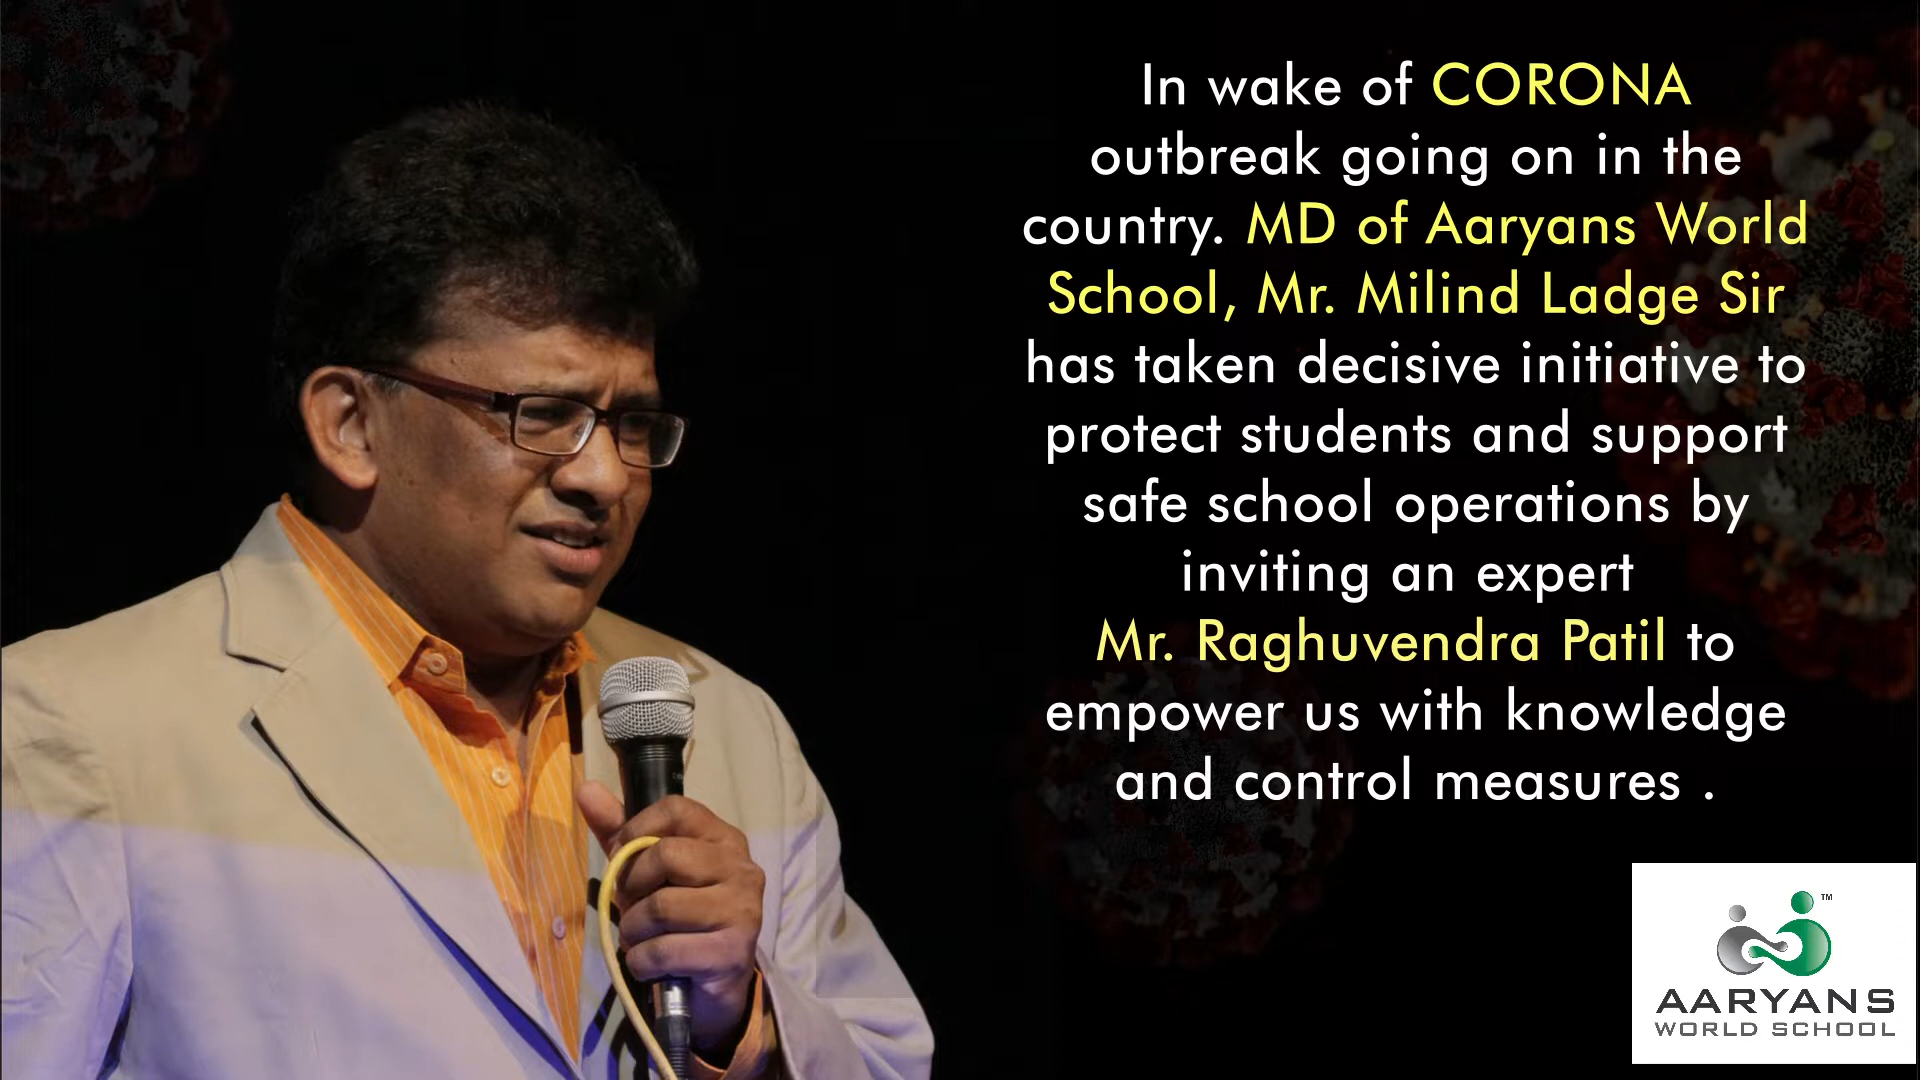 In wake of CORONA
outbreak going on in the
country. MD of Aaryans World
School, Mr. Milind Ladge Sir
has taken decisive initiative to
protect students and support
safe school operations by
inviting an expert
Mr. Raghuvendra Patil to
empower us with knowledge
and control measures .
TM
AARYANS
WORLD SCHOOL